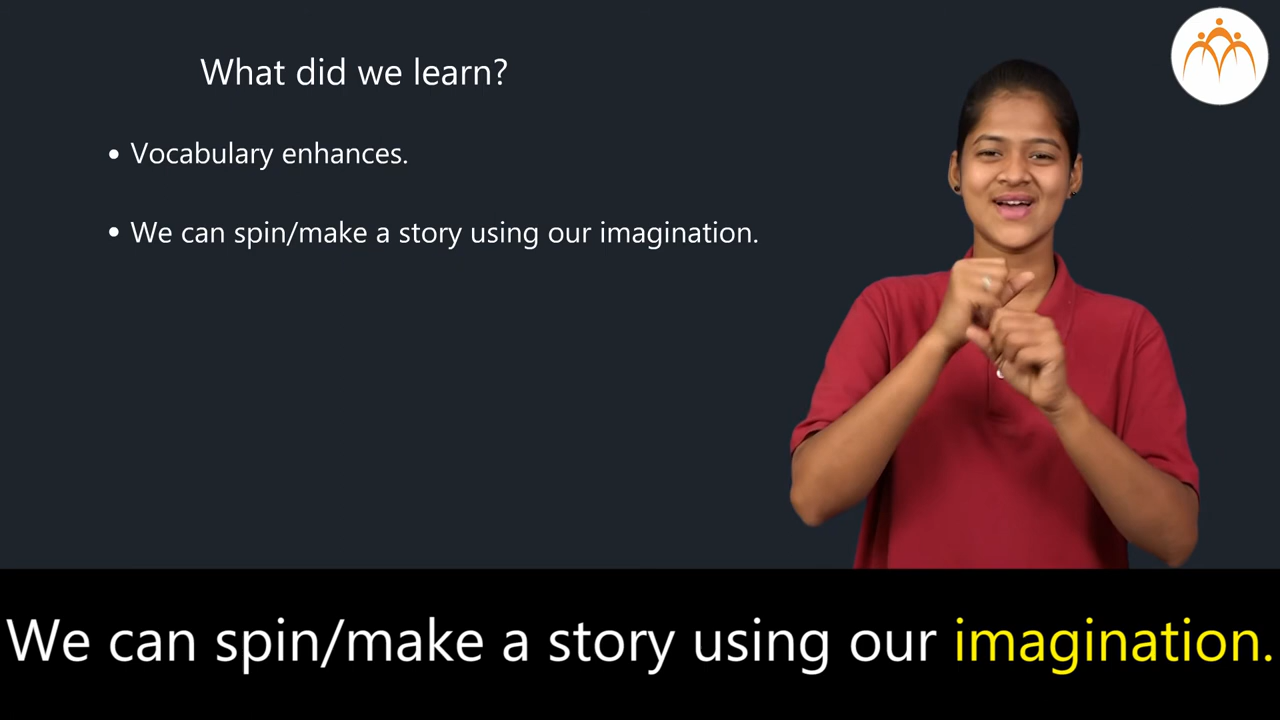 What did we learn?
• Vocabulary enhances.
• We can spin/make a story using our imagination.
We can spin/make a story using our imagination.